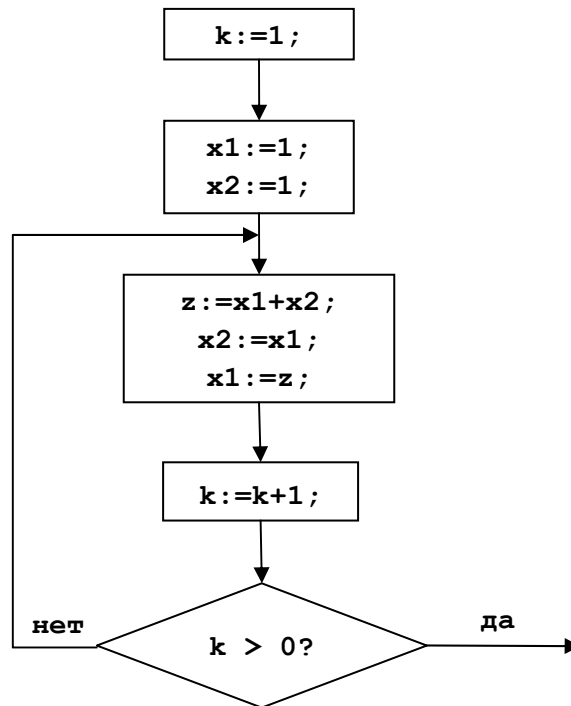 k:=1;
x1:=1;
x2:=1;
z:=x1+x2;
x2:=x1;
x1:=z;
k:=k+1;
нет
k > 0?
да